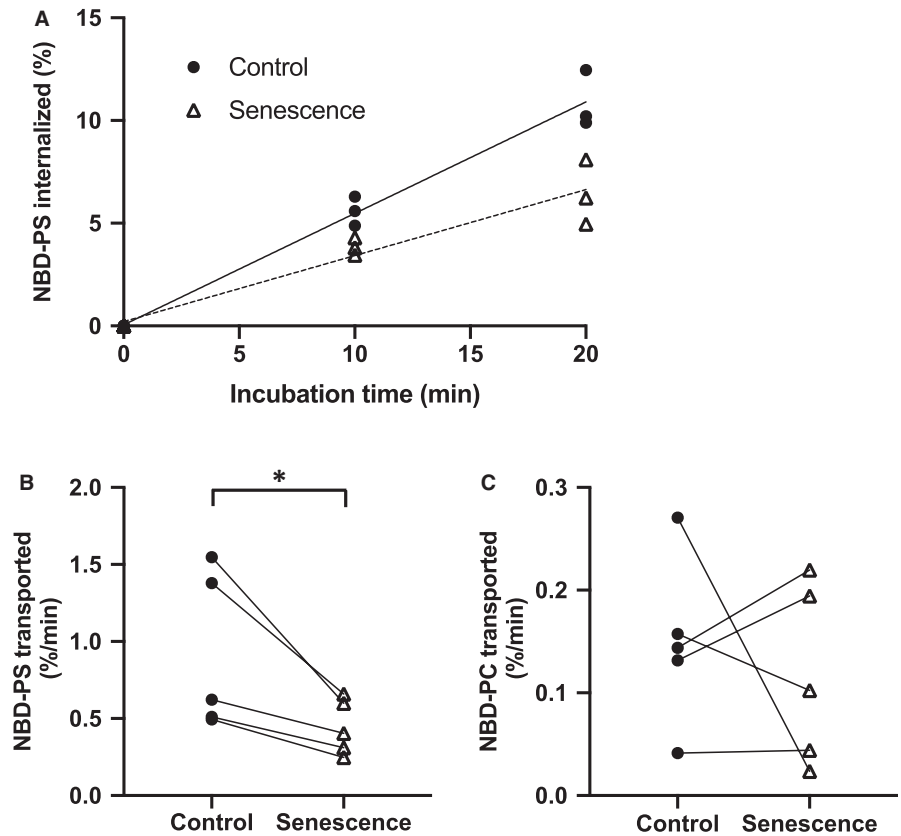 A
NBD-PS internalized (%)
15
10
5
0
Control
Senescence
0 5 10 15 20
Incubation time (min)
B
NBD-PS transported
(%/min)
2.0
1.5
1.0
0.5
0.0
*
Control Senescence
C
NBD-PC transported
(%/min)
0.3
0.2
0.1
0.0
Control Senescence